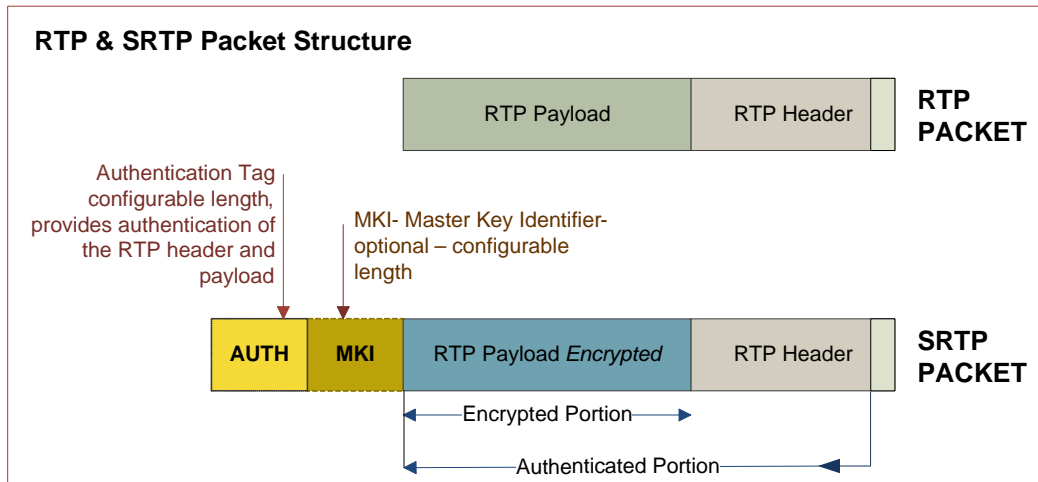 RTP & SRTP Packet Structure
RTP Payload
RTP Header
RTP
PACKET
Authentication Tag
configurable length,
provides authentication of
the RTP header and
payload
MKI- Master Key Identifier-
optional – configurable
length
AUTH
MKI
RTP Payload Encrypted
RTP Header
SRTP
PACKET
Encrypted Portion
Authenticated Portion